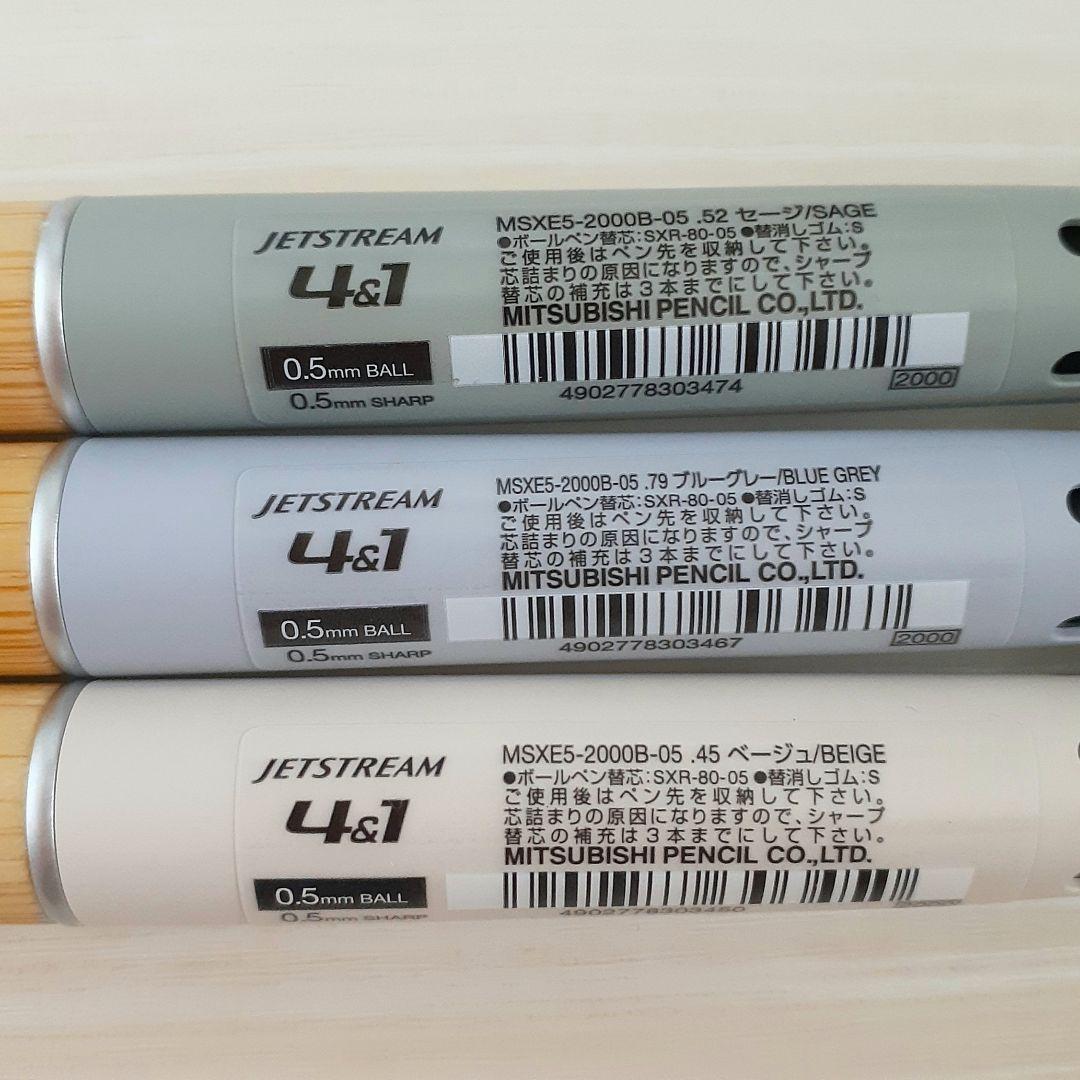 JETSTREAM
4&1
0.5mm BALL
0.5mm SHARP
MSXE5-2000B-05 .52 セージ/SAGE
●ボールペン替芯:SXR-80-05 ●替消しゴム:S
ご使用後はペン先を収納して下さい。
芯詰まりの原因になりますので、シャープ
替芯の補充は3本までにして下さい。
MITSUBISHI PENCIL CO.,LTD.
4902778303474
2000
JETSTREAM
4&1
0.5mm BALL
0.5mm SHARP
MSXE5-2000B-05 .79 ブルーグレー/BLUE GREY
●ボールペン替芯:SXR-80-05 ●替消しゴム:S
ご使用後はペン先を収納して下さい。
芯詰まりの原因になりますので、シャープ
替芯の補充は3本までにして下さい。
MITSUBISHI PENCIL CO.,LTD.
4902778303467
2000
JETSTREAM
4&1
0.5mm BALL
0.5mm SHARP
MSXE5-2000B-05 .45 ベージュ/BEIGE
●ボールペン替芯:SXR-80-05 ●替消しゴム:S
ご使用後はペン先を収納して下さい。
芯詰まりの原因になりますので、シャープ
替芯の補充は3本までにして下さい。
MITSUBISHI PENCIL CO.,LTD.
4902778303450